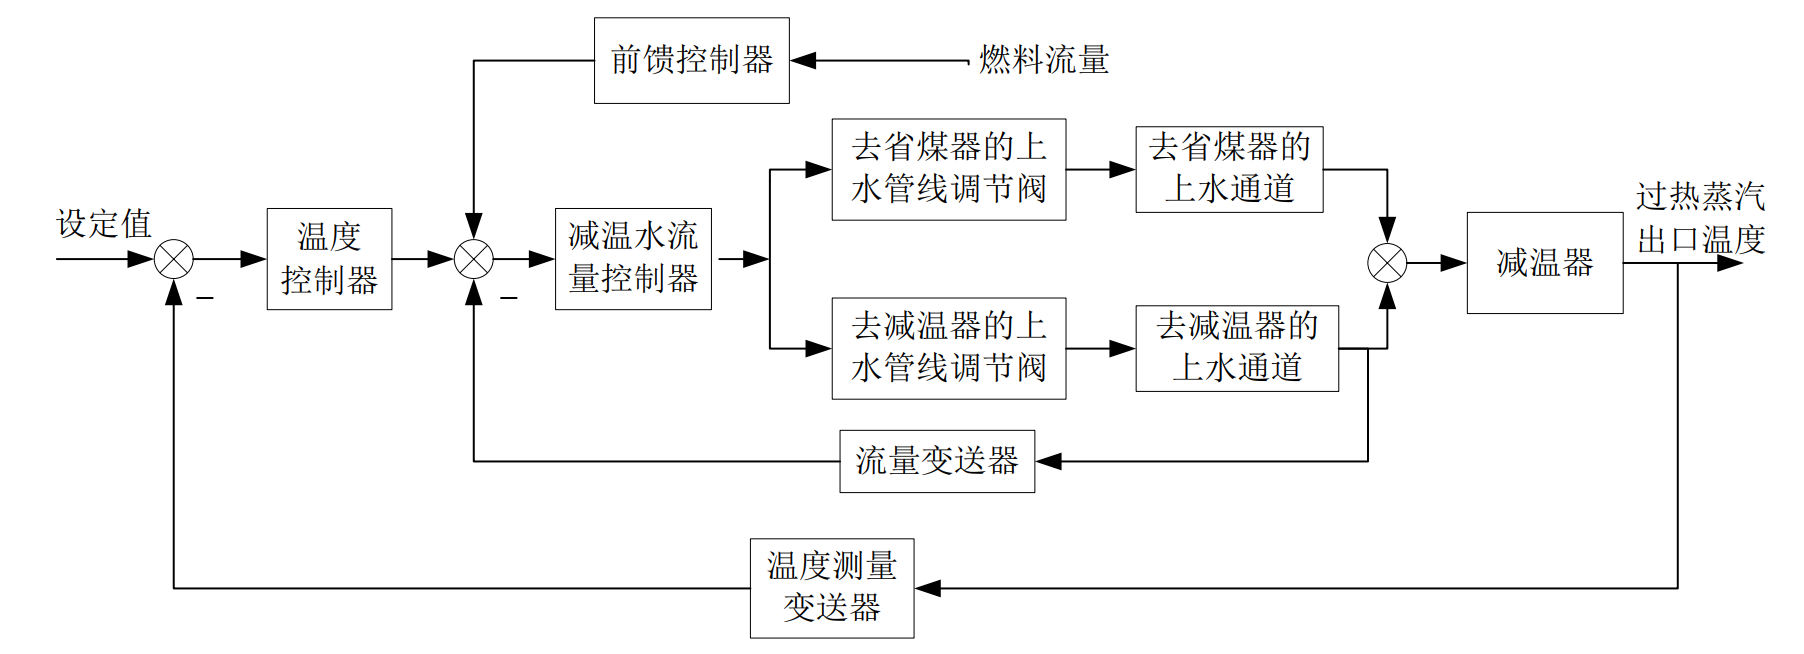 前馈控制器
燃料流量
去省煤器的上
水管线调节阀
去省煤器的
上水通道
过热蒸汽
出口温度
设定值
温度
控制器
减温水流
量控制器
减温器
去减温器的上
水管线调节阀
去减温器的
上水通道
流量变送器
温度测量
变送器